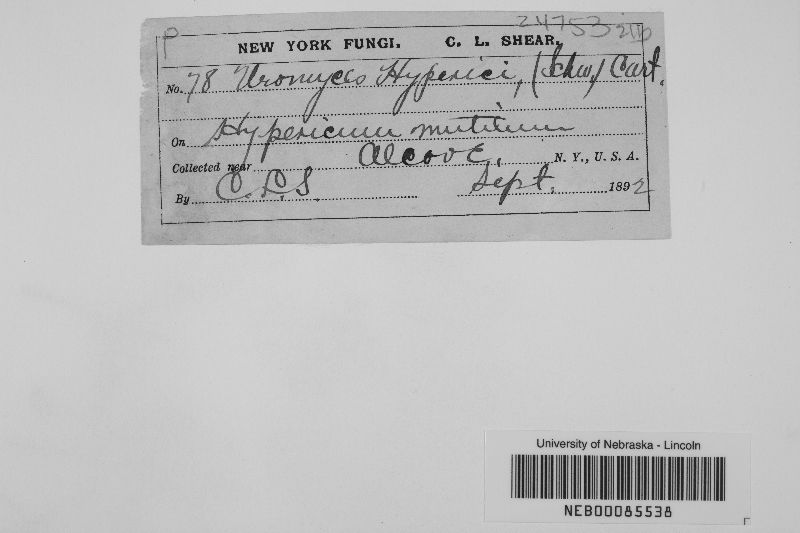 P 24753
NEW YORK FUNGI. C. L. SHEAR.
No. 78 Uromyces Hyperici, (Schw.) Curt.
On Hypericum mutilum
Collected near Alcove, N. Y., U. S. A.
By C. L. S. Sept. 1892
University of Nebraska - Lincoln
NEB00085538